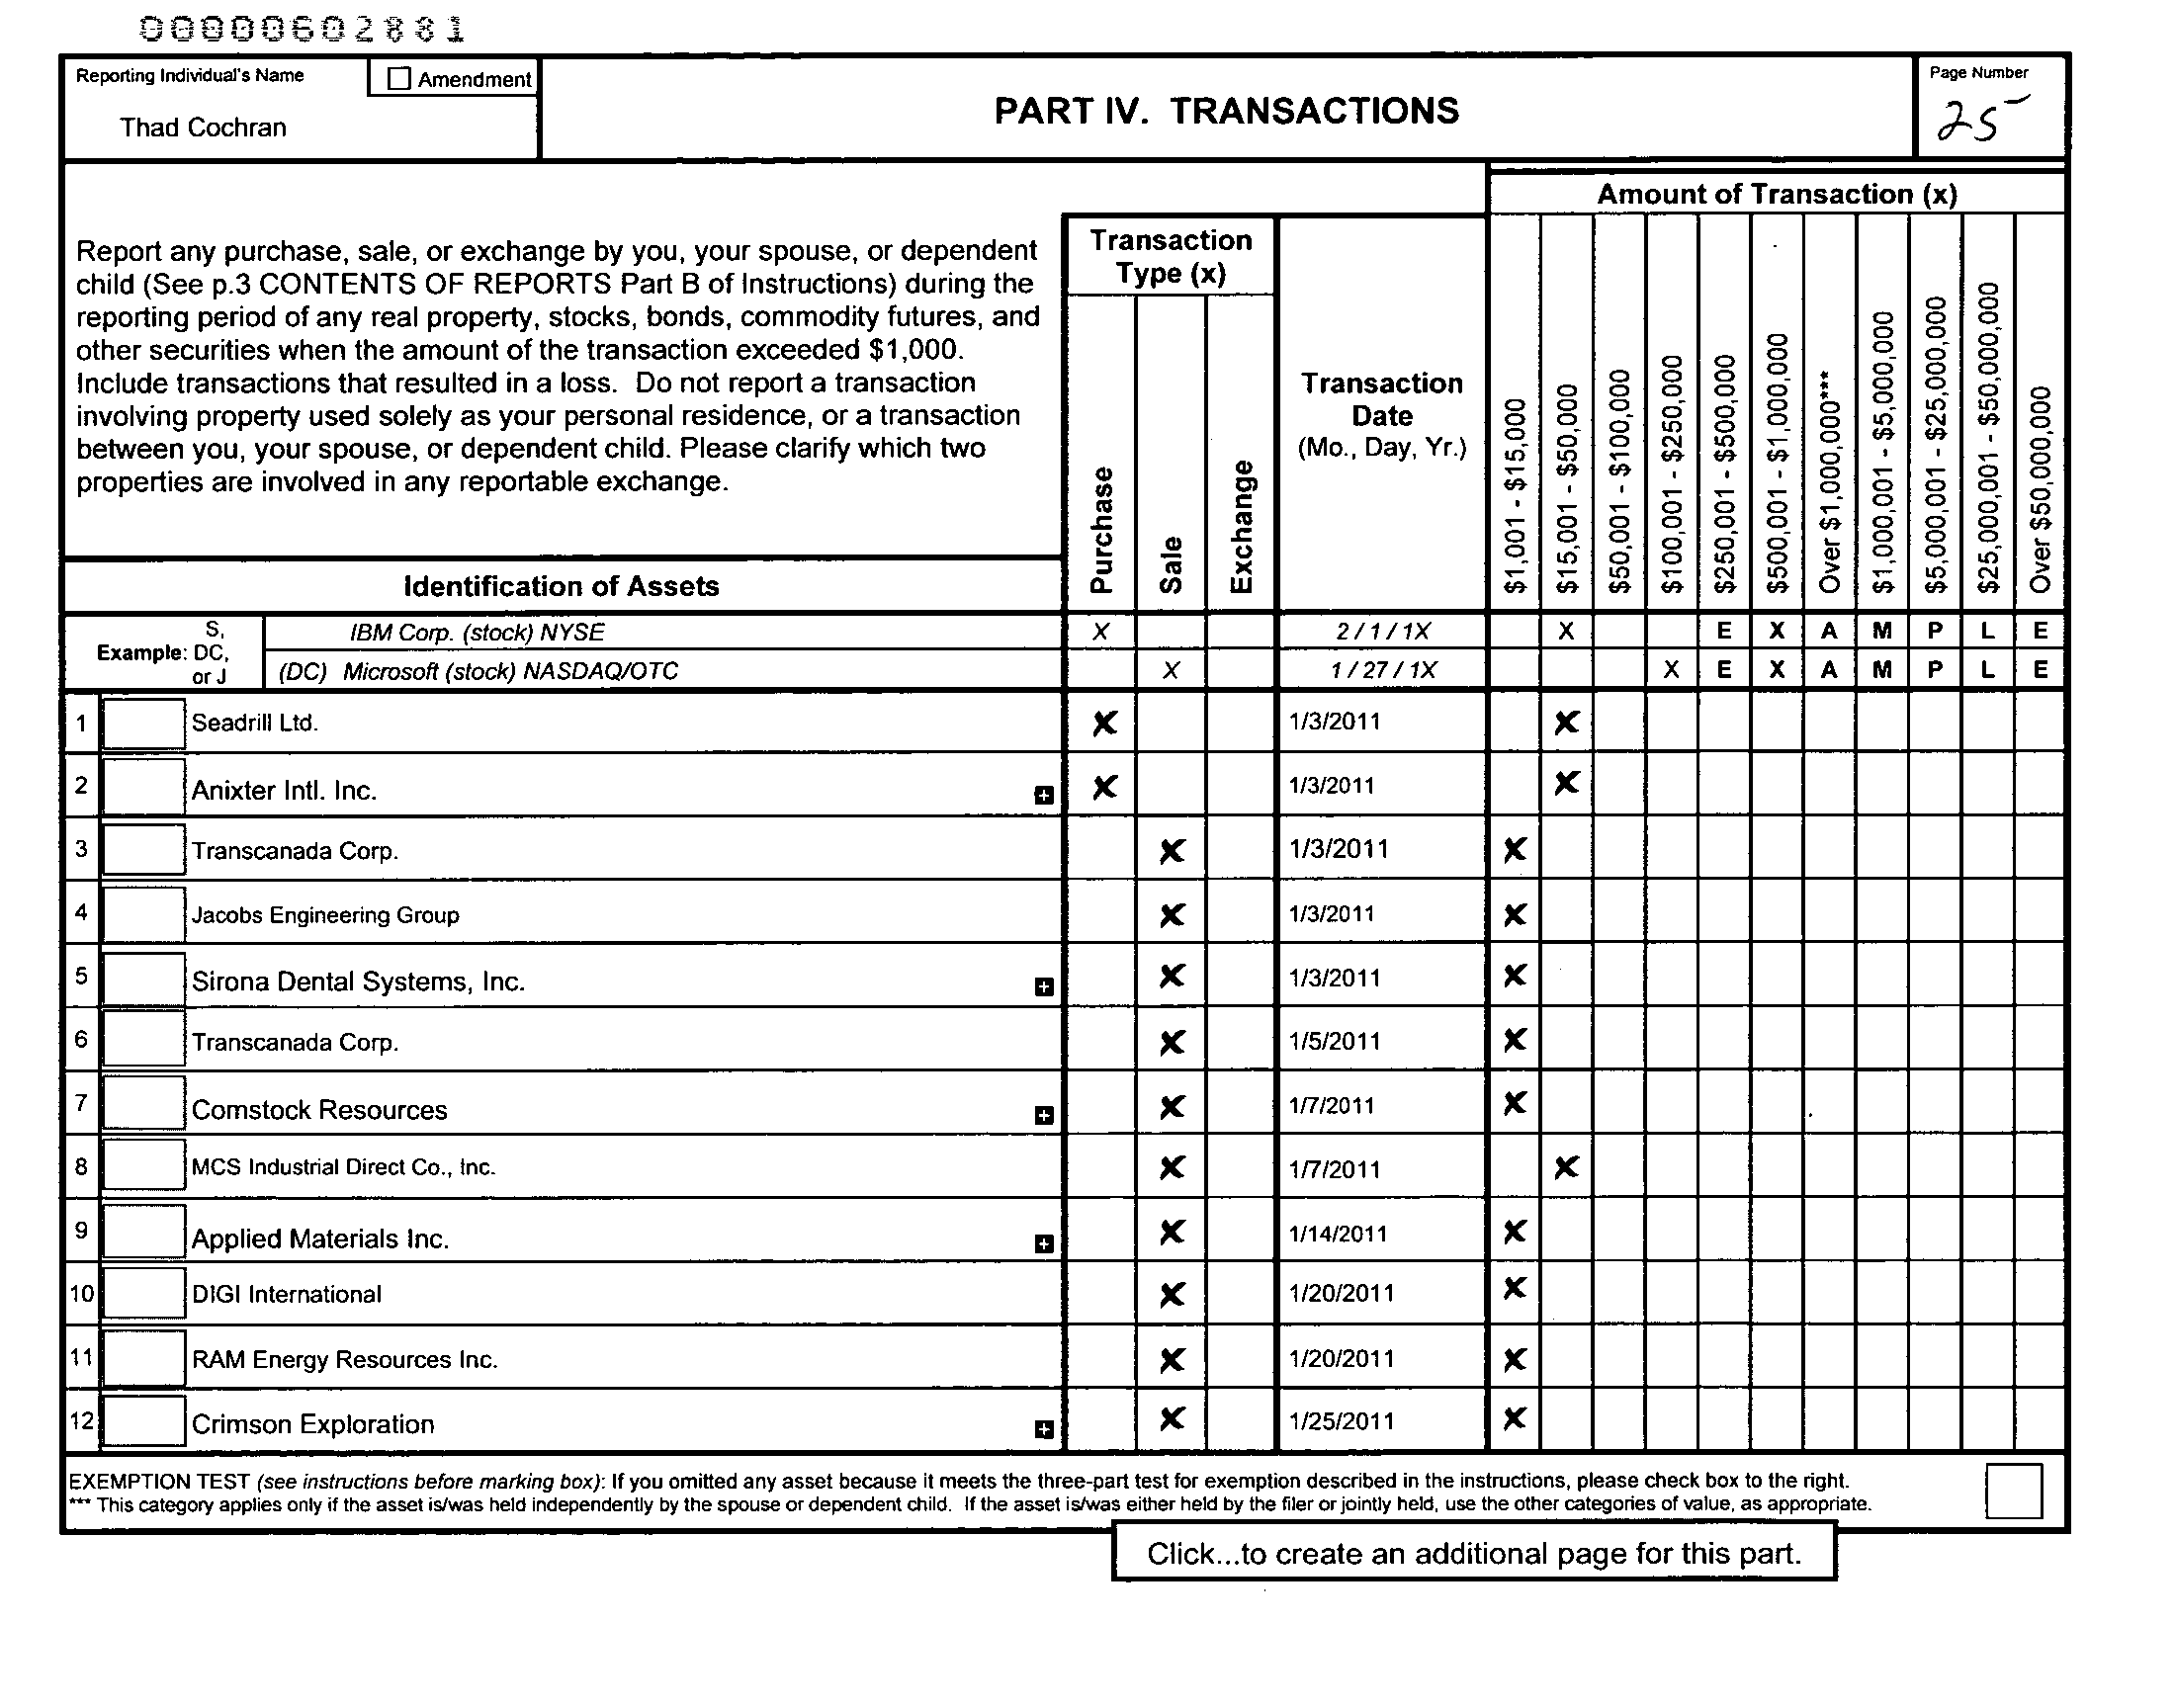 00000602881
Reporting Individual's Name
Amendment
Thad Cochran
PART IV. TRANSACTIONS
Page Number
25
Amount of Transaction (x)
Report any purchase, sale, or exchange by you, your spouse, or dependent
child (See p.3 CONTENTS OF REPORTS Part B of Instructions) during the
reporting period of any real property, stocks, bonds, commodity futures, and
other securities when the amount of the transaction exceeded $1,000.
Include transactions that resulted in a loss. Do not report a transaction
involving property used solely as your personal residence, or a transaction
between you, your spouse, or dependent child. Please clarify which two
properties are involved in any reportable exchange.
Transaction
Type (x)
Purchase
Sale
Exchange
Transaction
Date
(Mo., Day, Yr.)
$1,001 - $15,000
$15,001 - $50,000
$50,001 - $100,000
$100,001 - $250,000
$250,001 - $500,000
$500,001 - $1,000,000
Over $1,000,000***
$1,000,001 - $5,000,000
$5,000,001 - $25,000,000
$25,000,001 - $50,000,000
Over $50,000,000
Identification of Assets
Example: S, DC, or J
IBM Corp. (stock) NYSE X 2 / 1 / 1X X E X A M P L E
(DC) Microsoft (stock) NASDAQ/OTC X 1 / 27 / 1X X E X A M P L E
1 Seadrill Ltd. X 1/3/2011 X
2 Anixter Intl. Inc. + X 1/3/2011 X
3 Transcanada Corp. X 1/3/2011 X
4 Jacobs Engineering Group X 1/3/2011 X
5 Sirona Dental Systems, Inc. + X 1/3/2011 X
6 Transcanada Corp. X 1/5/2011 X
7 Comstock Resources + X 1/7/2011 X
8 MCS Industrial Direct Co., Inc. X 1/7/2011 X
9 Applied Materials Inc. + X 1/14/2011 X
10 DIGI International X 1/20/2011 X
11 RAM Energy Resources Inc. X 1/20/2011 X
12 Crimson Exploration + X 1/25/2011 X
EXEMPTION TEST (see instructions before marking box): If you omitted any asset because it meets the three-part test for exemption described in the instructions, please check box to the right.
*** This category applies only if the asset is/was held independently by the spouse or dependent child. If the asset is/was either held by the filer or jointly held, use the other categories of value, as appropriate.
Click...to create an additional page for this part.